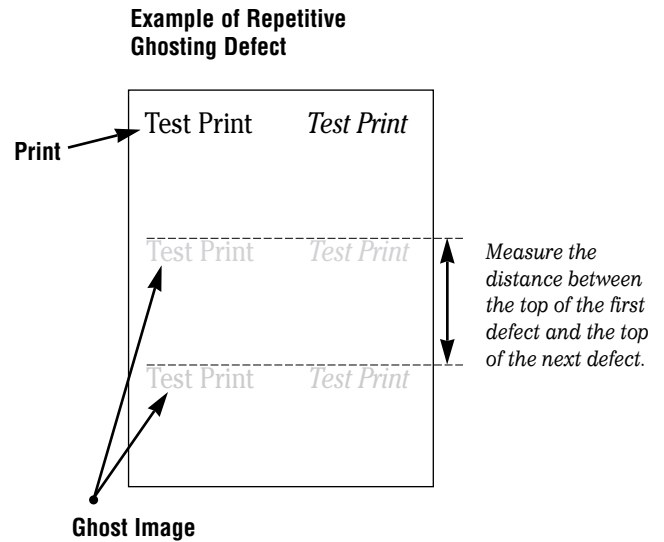 Example of Repetitive
Ghosting Defect
Test Print Test Print
Print
Test Print Test Print
Measure the
distance between
the top of the first
defect and the top
of the next defect.
Test Print Test Print
Ghost Image